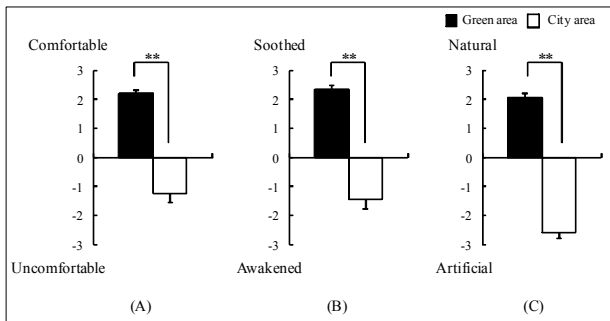 Green area City area
Comfortable Soothed Natural
** ** **
3 3 3
2 2 2
1 1 1
0 0 0
-1 -1 -1
-2 -2 -2
-3 -3 -3
Uncomfortable Awakened Artificial
(A) (B) (C)